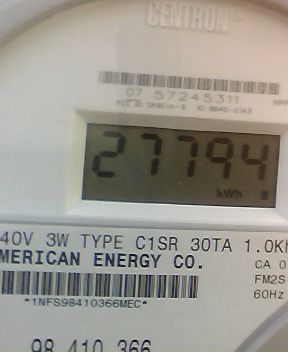 CENTRON®
07 57245311
27794
kWh
40V 3W TYPE C1SR 30TA 1.0K
MERICAN ENERGY CO.
CA 0
FM2S
60Hz
*1NFS98410366MEC*
98 410 366